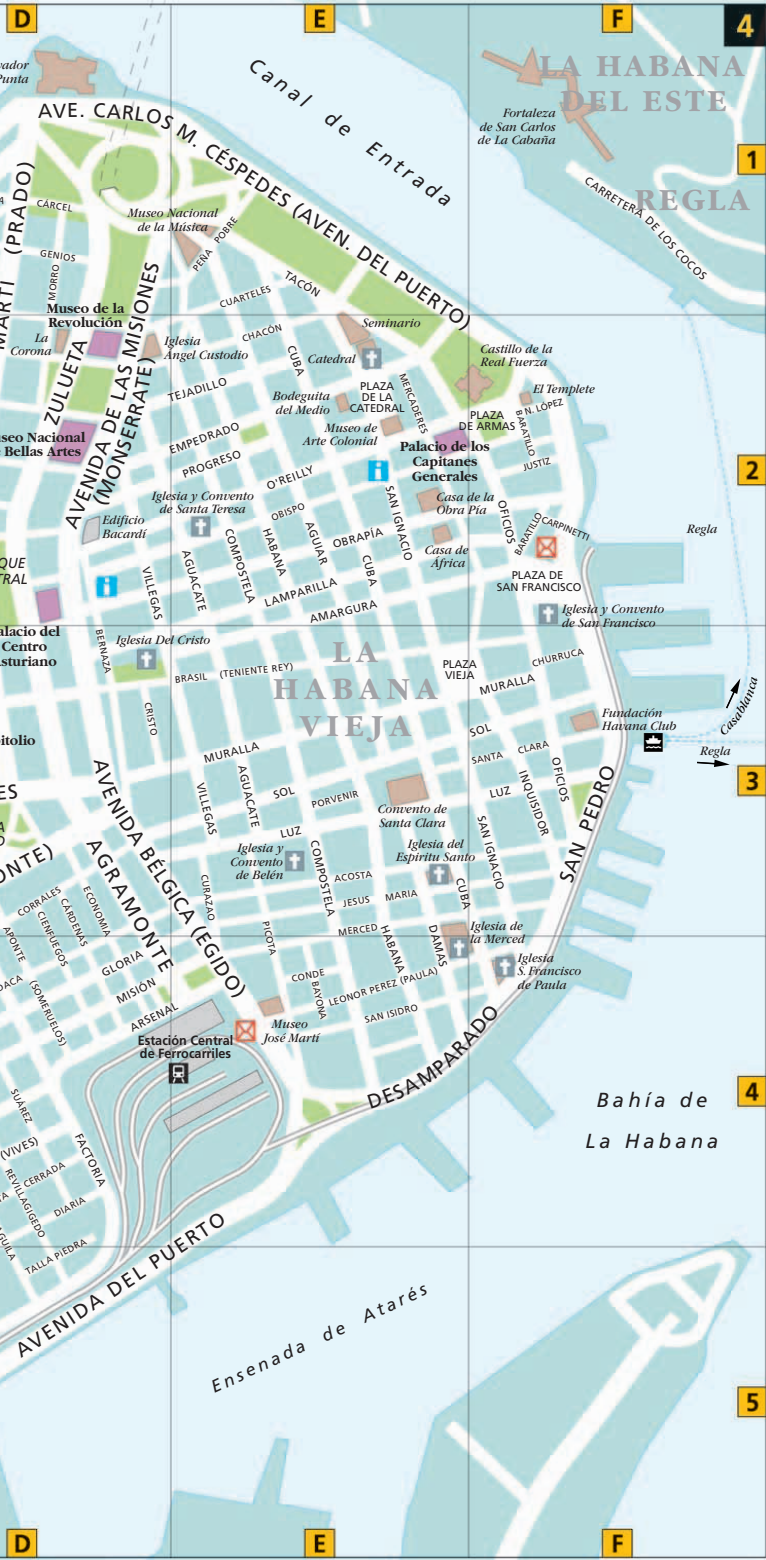 D
E
F
4
1
2
3
4
5
D
E
F
Canal de Entrada
LA HABANA
DEL ESTE
Fortaleza
de San Carlos
de La Cabaña
REGLA
CARRETERA DE LOS COCOS
AVE. CARLOS M. CÉSPEDES (AVEN. DEL PUERTO)
(PRADO)
CÁRCEL
Museo Nacional
de la Música
PEÑA POBRE
GENIOS
MORRO
CUARTELES
TACÓN
Museo de la
Revolución
La
Corona
Iglesia
Angel Custodio
CHACÓN
CUBA
Seminario
Catedral
Castillo de la
Real Fuerza
ZULUETA
AVENIDA DE LAS MISIONES
(MONSERRATE)
TEJADILLO
PLAZA
DE LA
CATEDRAL
MERCADERES
El Templete
Bodeguita
del Medio
N. LÓPEZ
BARATILLO
PLAZA
DE ARMAS
EMPEDRADO
Museo de
Arte Colonial
Palacio de los
Capitanes
Generales
JUSTIZ
PROGRESO
O'REILLY
Iglesia y Convento
de Santa Teresa
OBISPO
SAN IGNACIO
Casa de la
Obra Pía
OFICIOS
BARATILLO
CARPINETTI
Edificio
Bacardí
COMPOSTELA
HABANA
AGUIAR
OBRAPÍA
Casa de
África
Regla
VILLEGAS
AGUACATE
LAMPARILLA
CUBA
PLAZA DE
SAN FRANCISCO
AMARGURA
Iglesia y Convento
de San Francisco
BERNAZA
Iglesia Del Cristo
LA
HABANA
VIEJA
BRASIL (TENIENTE REY)
PLAZA
VIEJA
CHURRUCA
MURALLA
CRISTO
SOL
Fundación
Havana Club
Casablanca
Regla
MURALLA
SANTA CLARA
OFICIOS
AVENIDA BÉLGICA (EGIDO)
VILLEGAS
AGUACATE
SOL
PORVENIR
Convento de
Santa Clara
LUZ
INQUISIDOR
SAN PEDRO
LUZ
Iglesia y
Convento
de Belén
COMPOSTELA
Iglesia del
Espiritu Santo
SAN IGNACIO
AGRAMONTE
CURAZAO
ACOSTA
JESUS MARIA
CUBA
CORRALES
CIENFUEGOS
CÁRDENAS
ECONOMIA
APONTE
PICOTA
MERCED
HABANA
DAMAS
Iglesia de
la Merced
GLORIA
MISIÓN
(SOMERUELOS)
CONDE
BAYONA
LEONOR PEREZ (PAULA)
Iglesia
S. Francisco
de Paula
ARSENAL
SAN ISIDRO
Museo
José Martí
Estación Central
de Ferrocarriles
DESAMPARADO
Bahía de
La Habana
SUÁREZ
(VIVES)
FACTORIA
CERRADA
REVILLAGIGEDO
DIARIA
TALLA PIEDRA
AVENIDA DEL PUERTO
Ensenada de Atarés